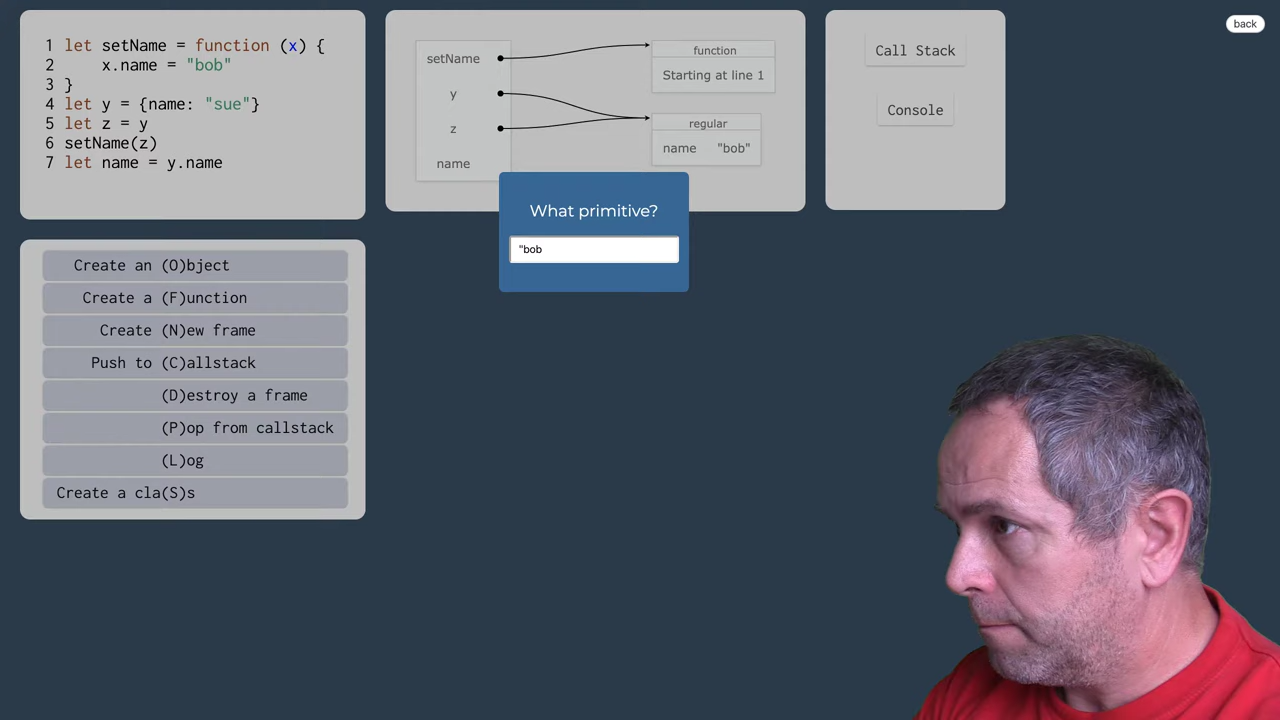 back
1 let setName = function (x) {
2     x.name = "bob"
3 }
4 let y = {name: "sue"}
5 let z = y
6 setName(z)
7 let name = y.name
setName
y
z
name
function
Starting at line 1
regular
name "bob"
Call Stack
Console
What primitive?
"bob
Create an (O)bject
Create a (F)unction
Create (N)ew frame
Push to (C)allstack
(D)estroy a frame
(P)op from callstack
(L)og
Create a cla(S)s